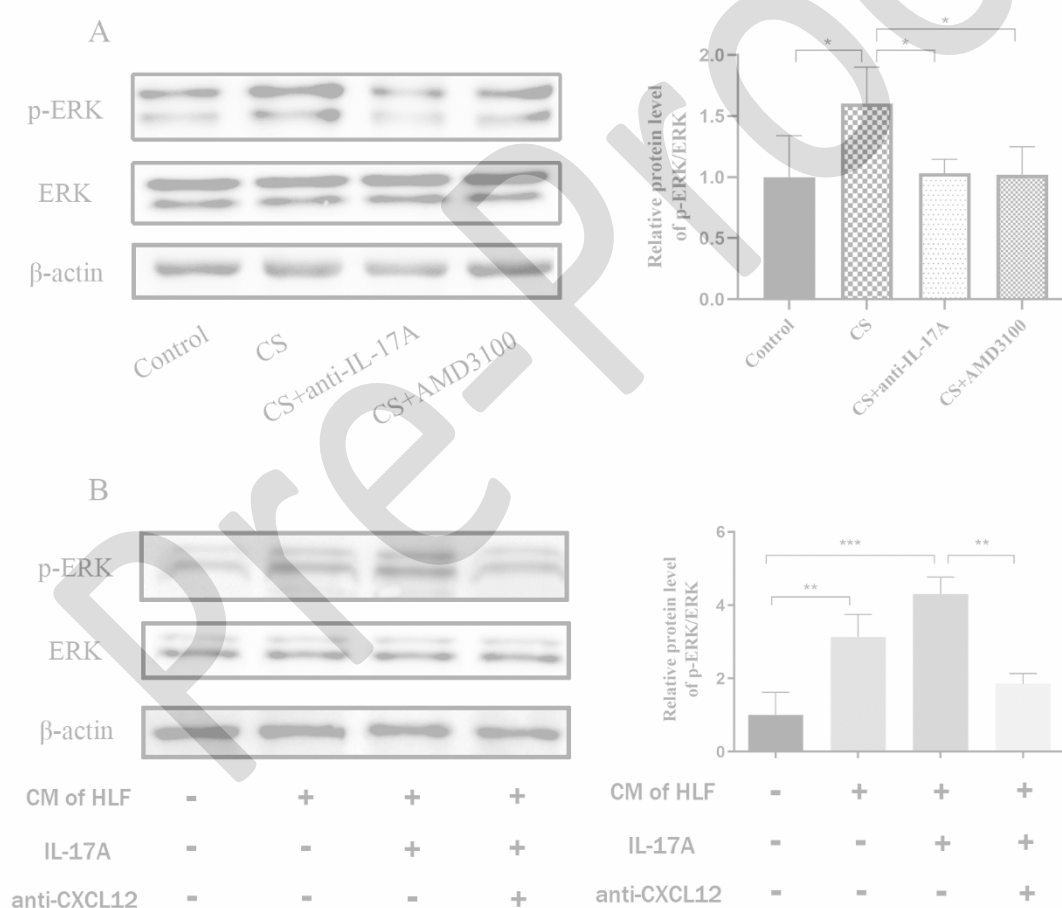 A
p-ERK
ERK
β-actin
Control
CS
CS+anti-IL-17A
CS+AMD3100
Relative protein level
of p-ERK/ERK
2.0
1.5
1.0
0.5
0.0
*
*
*
Control
CS
CS+anti-IL-17A
CS+AMD3100
B
p-ERK
ERK
β-actin
CM of HLF - + + +
IL-17A - - + +
anti-CXCL12 - - - +
Relative protein level
of p-ERK/ERK
6
4
2
0
**
***
**
CM of HLF - + + +
IL-17A - - + +
anti-CXCL12 - - - +
Pre-Proo